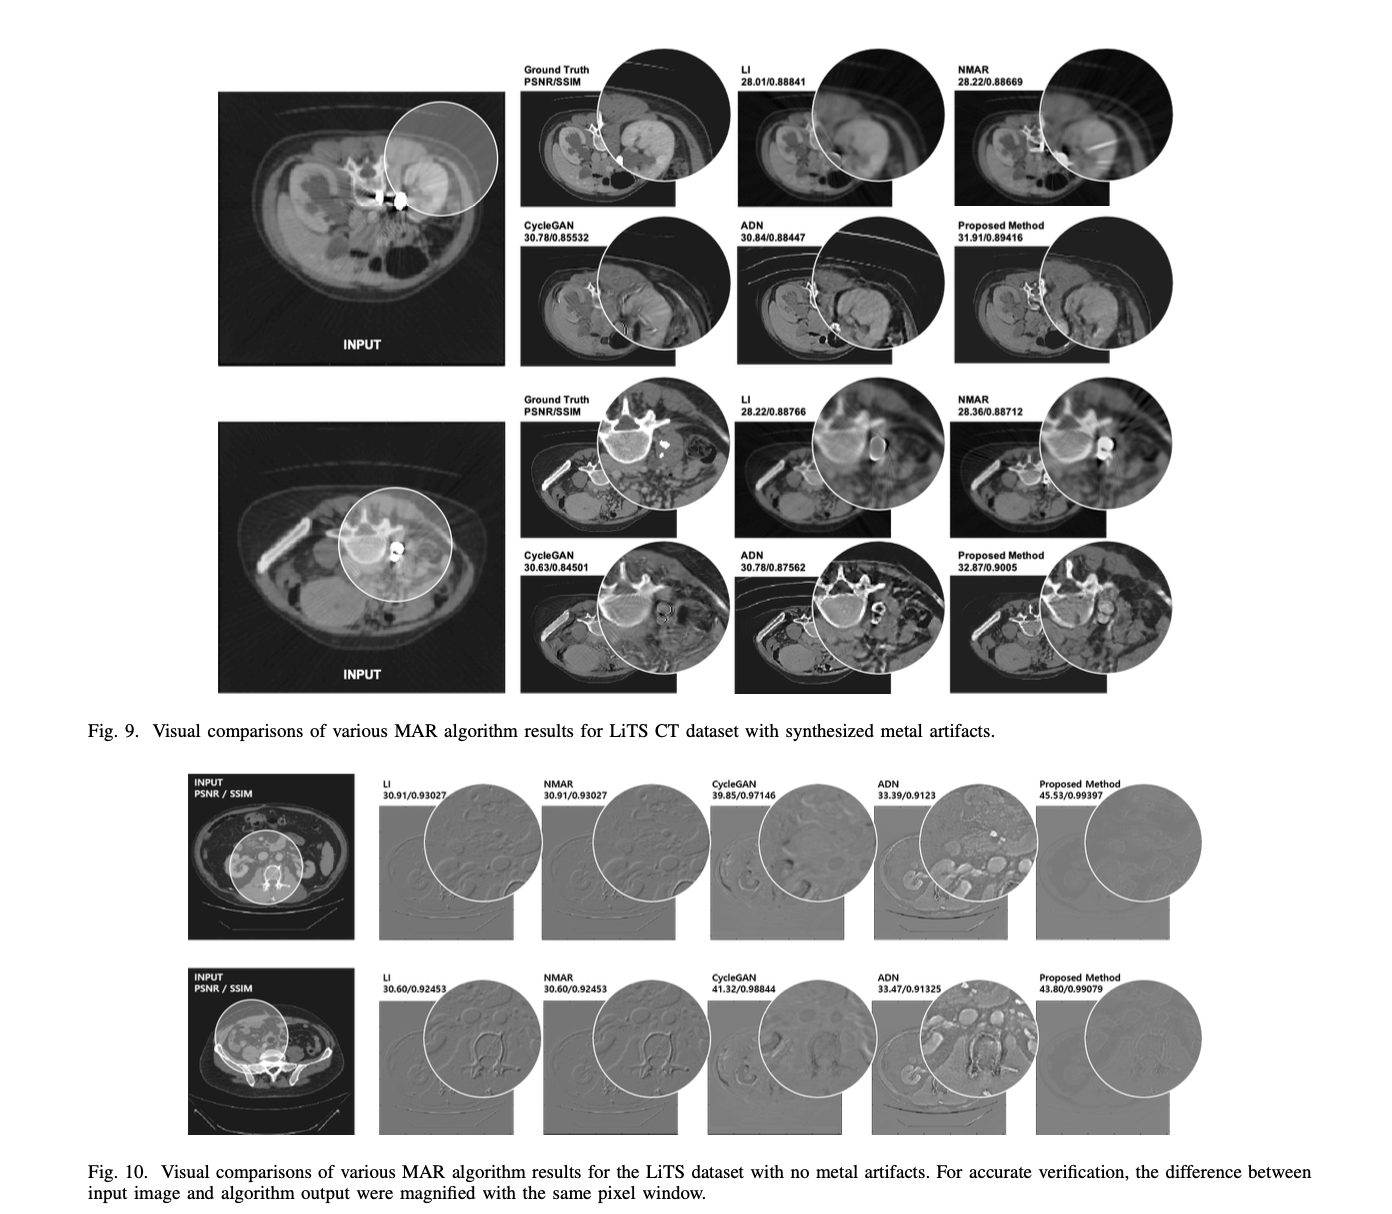 Ground Truth
PSNR/SSIM
LI
28.01/0.88841
NMAR
28.22/0.88669
CycleGAN
30.78/0.85532
ADN
30.84/0.88447
Proposed Method
31.91/0.89416
INPUT
Ground Truth
PSNR/SSIM
LI
28.22/0.88766
NMAR
28.36/0.88712
CycleGAN
30.63/0.84501
ADN
30.78/0.87562
Proposed Method
32.87/0.9005
INPUT
Fig. 9. Visual comparisons of various MAR algorithm results for LiTS CT dataset with synthesized metal artifacts.
INPUT
PSNR / SSIM
LI
30.91/0.93027
NMAR
30.91/0.93027
CycleGAN
39.85/0.97146
ADN
33.39/0.9123
Proposed Method
45.53/0.99397
INPUT
PSNR / SSIM
LI
30.60/0.92453
NMAR
30.60/0.92453
CycleGAN
41.32/0.98844
ADN
33.47/0.91325
Proposed Method
43.80/0.99079
Fig. 10. Visual comparisons of various MAR algorithm results for the LiTS dataset with no metal artifacts. For accurate verification, the difference between
input image and algorithm output were magnified with the same pixel window.